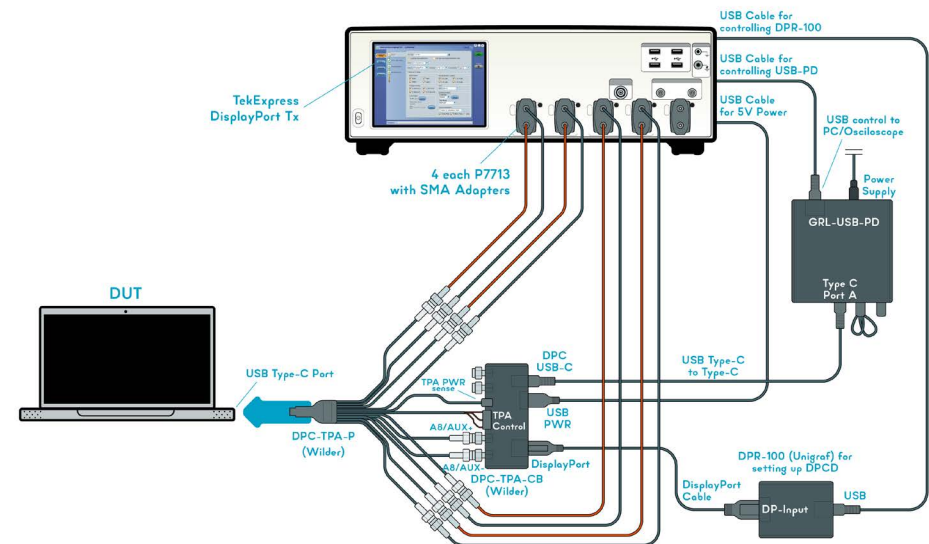 USB Cable for
controlling DPR-100
USB Cable for
controlling USB-PD
USB Cable
for 5V Power
TekExpress
DisplayPort Tx
4 each P7713
with SMA Adapters
USB control to
PC/Osciloscope
Power
Supply
GRL-USB-PD
Type C
Port A
DUT
USB Type-C Port
DPC
USB-C
USB Type-C
to Type-C
TPA PWR
sense
TPA
Control
USB
PWR
A8/AUX+
DPC-TPA-P
(Wilder)
A8/AUX-
DisplayPort
DPC-TPA-CB
(Wilder)
DPR-100 (Unigraf) for
setting up DPCD
DisplayPort
Cable
USB
DP-Input